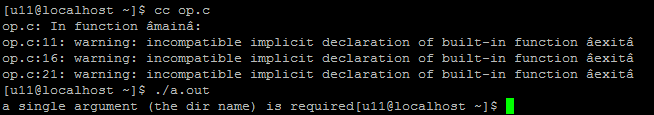 [u11@localhost ~]$ cc op.c
op.c: In function âmainâ:
op.c:11: warning: incompatible implicit declaration of built-in function âexitâ
op.c:16: warning: incompatible implicit declaration of built-in function âexitâ
op.c:21: warning: incompatible implicit declaration of built-in function âexitâ
[u11@localhost ~]$ ./a.out
a single argument (the dir name) is required[u11@localhost ~]$